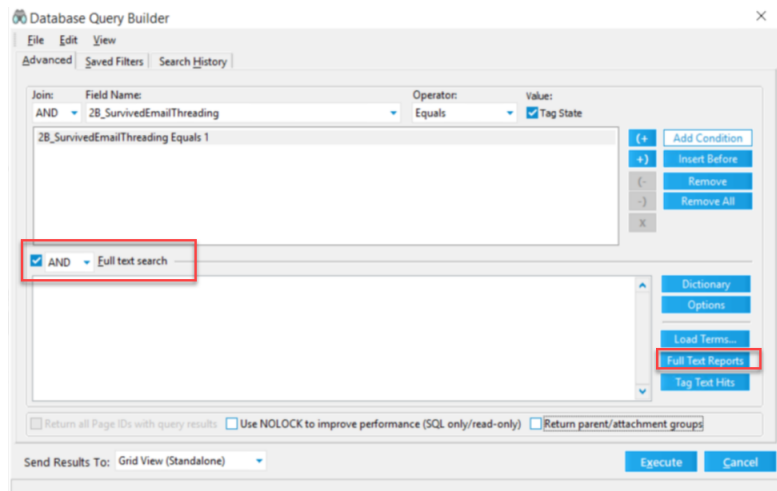 Database Query Builder
File Edit View
Advanced Saved Filters Search History
Join: Field Name: Operator: Value:
AND 2B_SurvivedEmailThreading Equals Tag State
2B_SurvivedEmailThreading Equals 1
(+ Add Condition
+) Insert Before
(- Remove
-) Remove All
X
AND Full text search
Dictionary
Options
Load Terms...
Full Text Reports
Tag Text Hits
Return all Page IDs with query results Use NOLOCK to improve performance (SQL only/read-only) Return parent/attachment groups
Send Results To: Grid View (Standalone) Execute Cancel